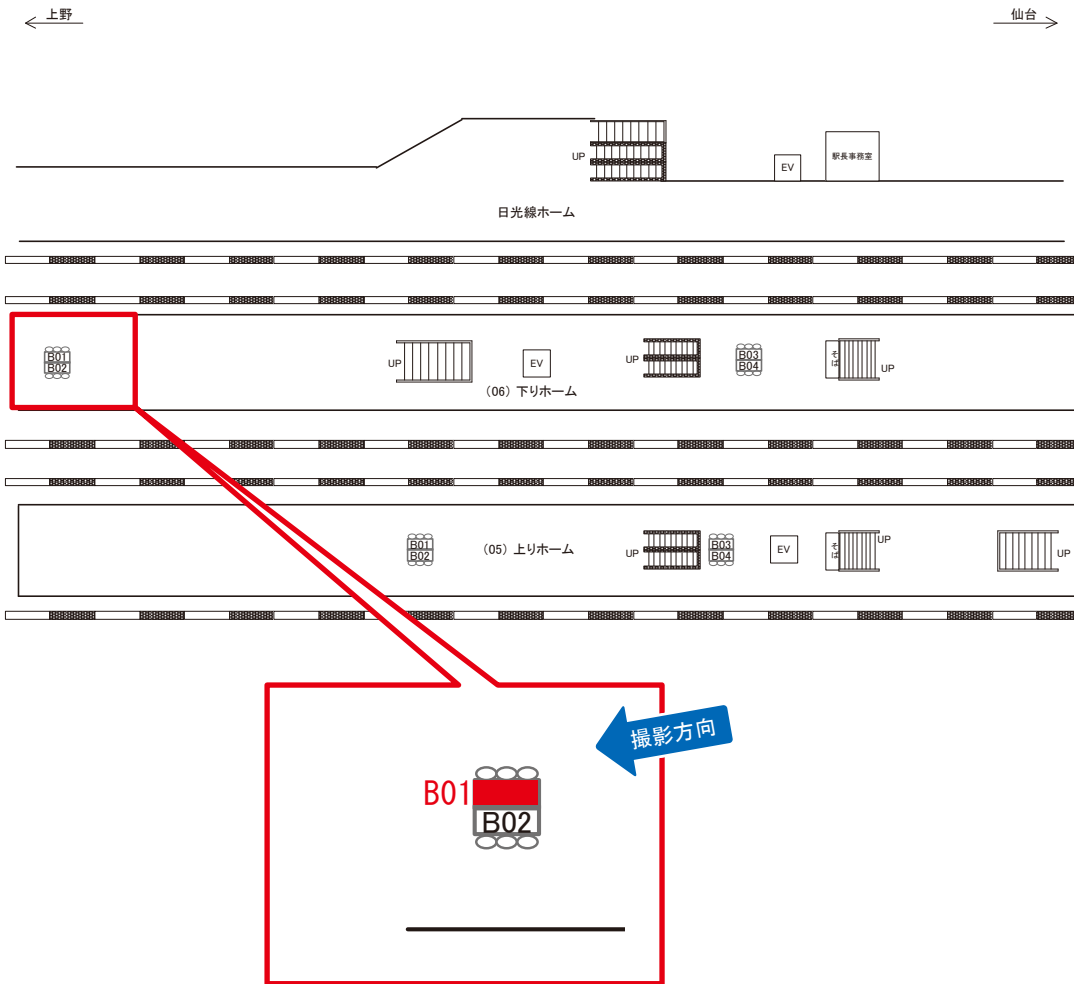 上野
仙台
UP
EV
駅長事務室
日光線ホーム
B01
B02
UP
EV
UP
B03
B04
そば
UP
(06) 下りホーム
B01
B02
(05) 上りホーム
UP
B03
B04
EV
そば
UP
UP
撮影方向
B01
B02